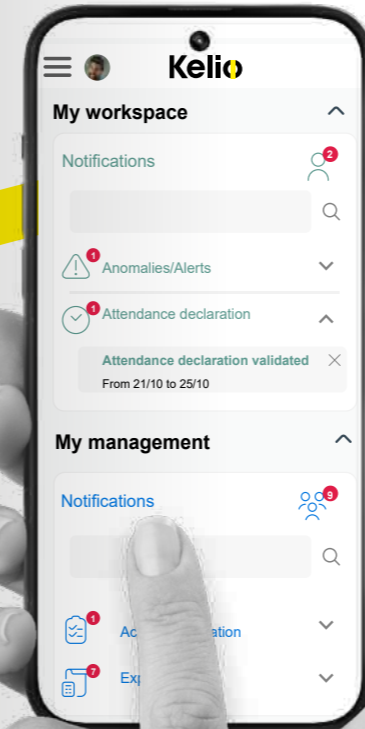 Kelio
My workspace
Notifications
2
1
Anomalies/Alerts
1
Attendance declaration
Attendance declaration validated
From 21/10 to 25/10
My management
Notifications
9
1
7